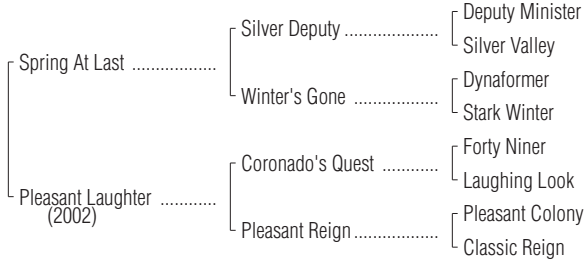 Deputy Minister
Silver Deputy ....................
Silver Valley
Spring At Last ..................
Dynaformer
Winter's Gone ..................
Stark Winter
Forty Niner
Coronado's Quest ............
Laughing Look
Pleasant Laughter ............
(2002)
Pleasant Colony
Pleasant Reign ..................
Classic Reign